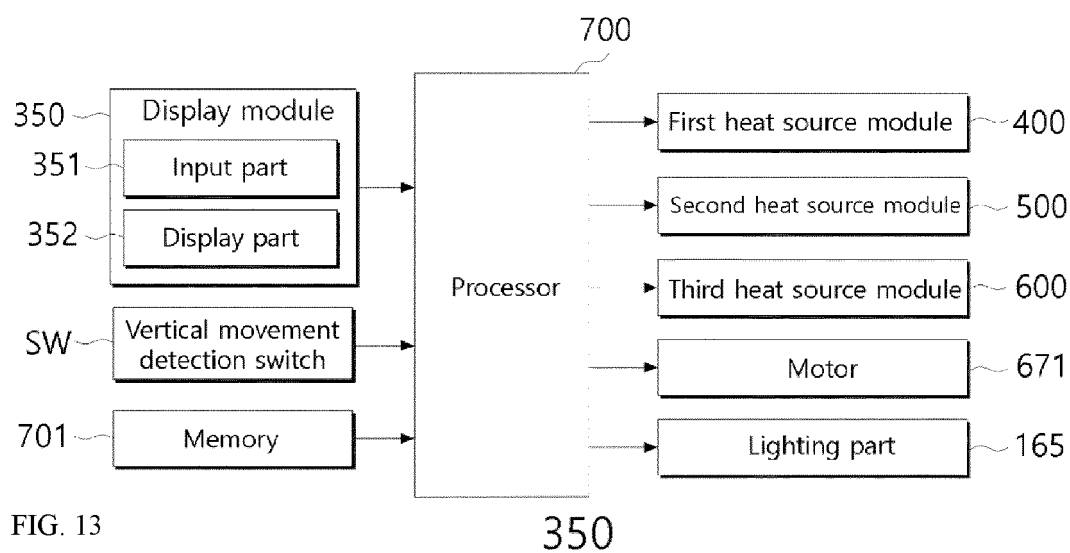 700
350
Display module
351
Input part
352
Display part
SW
Vertical movement
detection switch
701
Memory
Processor
First heat source module
400
Second heat source module
500
Third heat source module
600
Motor
671
Lighting part
165
FIG. 13
350